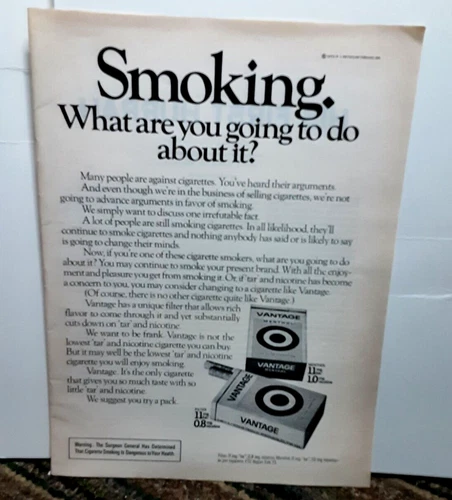 Smoking.
What are you going to do
about it?
Many people are against cigarettes. You've heard their arguments.
And even though we're in the business of selling cigarettes, we're not
going to advance arguments in favor of smoking.
We simply want to discuss one irrefutable fact.
A lot of people are still smoking cigarettes. In all likelihood, they'll
continue to smoke cigarettes and nothing anybody has said or is likely to say
is going to change their minds.
Now, if you're one of these cigarette smokers, what are you going to do
about it? You may continue to smoke your present brand. With all the enjoy-
ment and pleasure you get from smoking it. Or, if 'tar' and nicotine has become
a concern to you, you may consider changing to a cigarette like Vantage.
(Of course, there is no other cigarette quite like Vantage.)
Vantage has a unique filter that allows rich
flavor to come through it and yet substantially
cuts down on 'tar' and nicotine.
We want to be frank. Vantage is not the
lowest 'tar' and nicotine cigarette you can buy.
But it may well be the lowest 'tar' and nicotine
cigarette you will enjoy smoking.
Vantage. It's the only cigarette
that gives you so much taste with so
little 'tar' and nicotine.
We suggest you try a pack.
VANTAGE
MENTHOL
VANTAGE
MENTHOL
11
1.0
VANTAGE
VANTAGE
FILTER
11
0.8
Warning: The Surgeon General Has Determined
That Cigarette Smoking Is Dangerous to Your Health.